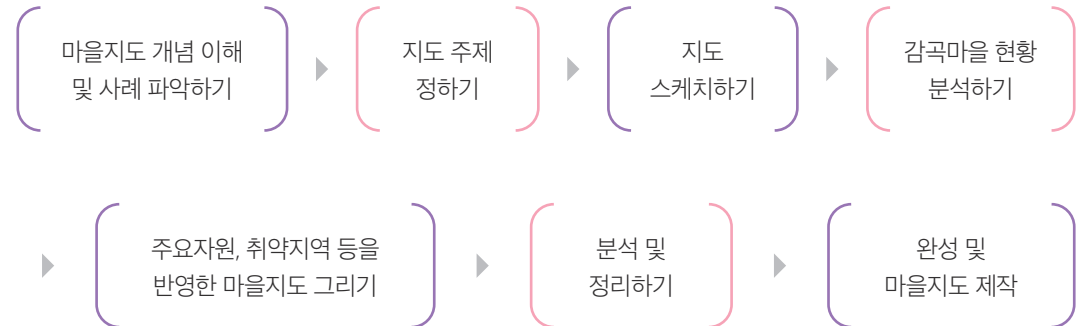 마을지도 개념 이해
및 사례 파악하기
지도 주제
정하기
지도
스케치하기
감곡마을 현황
분석하기
주요자원, 취약지역 등을
반영한 마을지도 그리기
분석 및
정리하기
완성 및
마을지도 제작